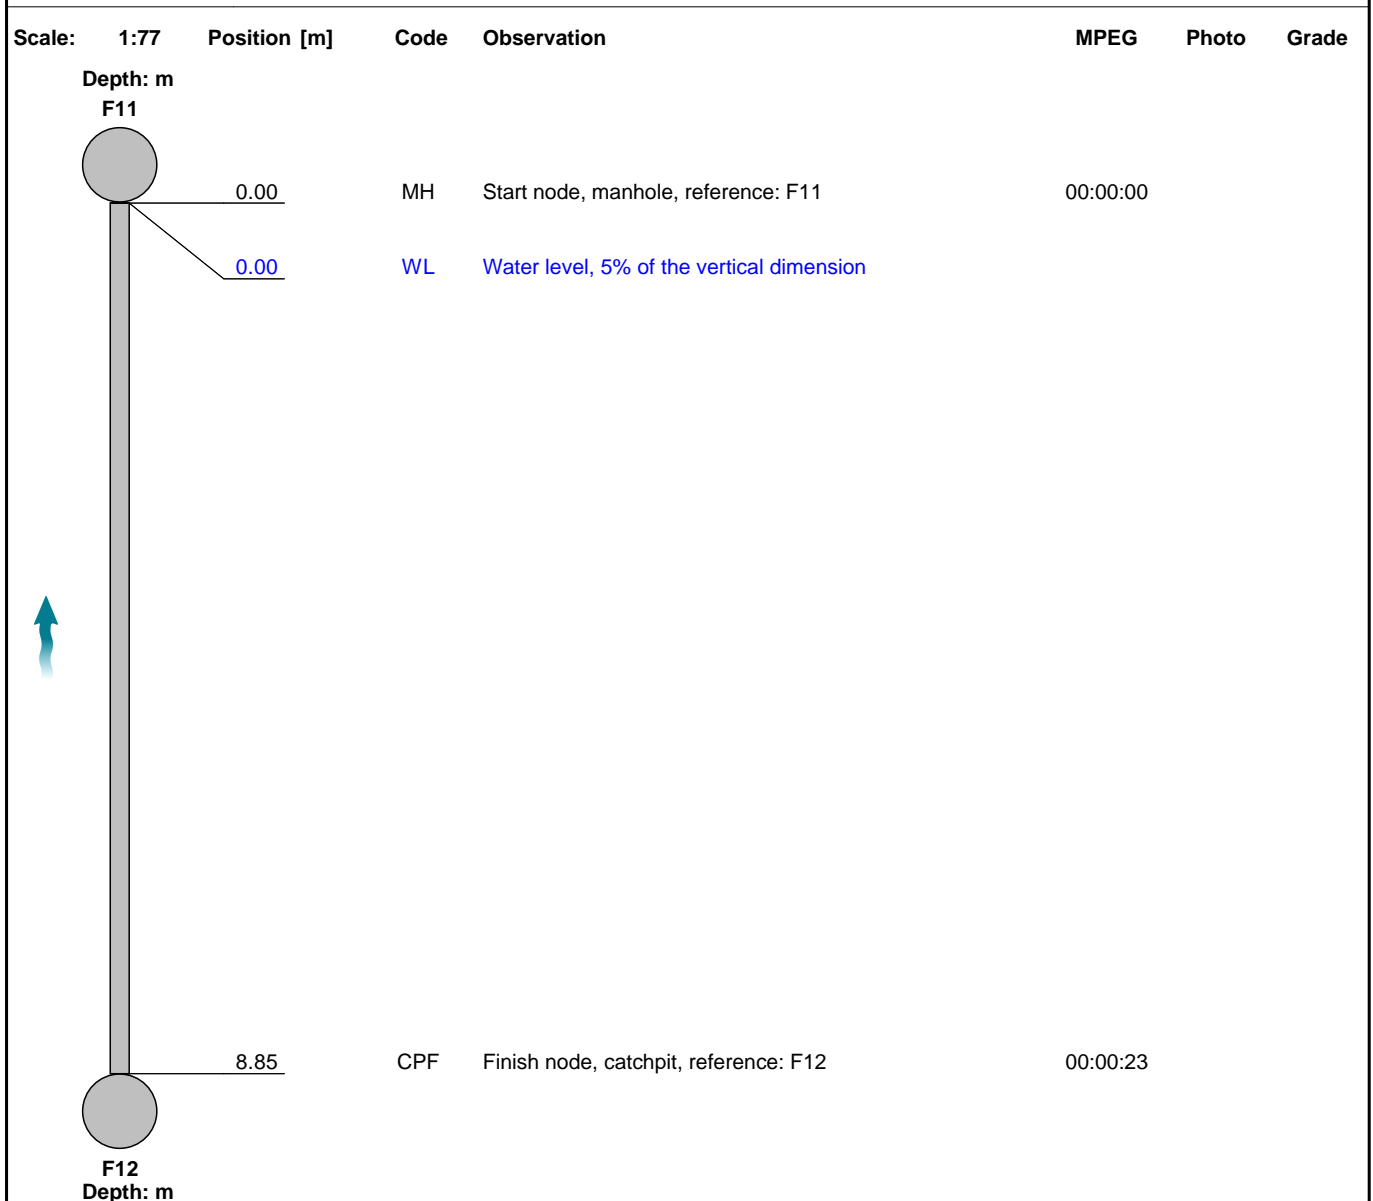 Scale: 1:77 Position [m] Code Observation MPEG Photo Grade
Depth: m
F11
0.00 MH Start node, manhole, reference: F11 00:00:00
0.00 WL Water level, 5% of the vertical dimension
8.85 CPF Finish node, catchpit, reference: F12 00:00:23
F12
Depth: m